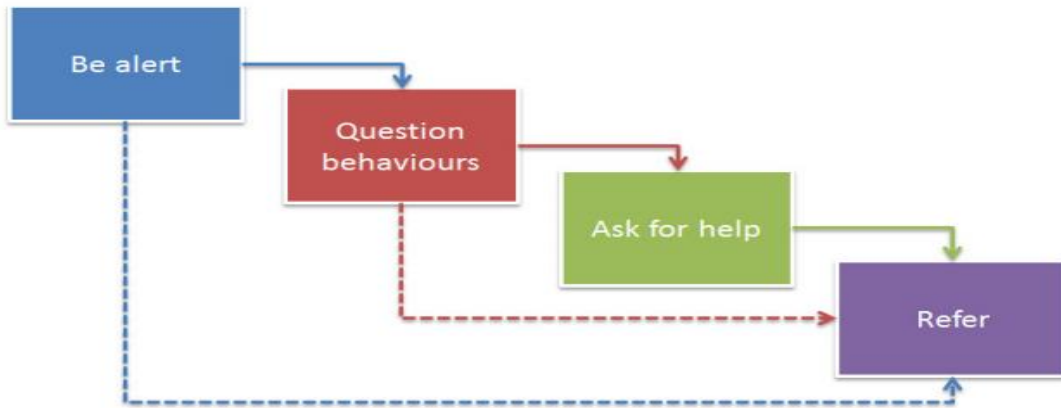 Be alert
Question
behaviours
Ask for help
Refer